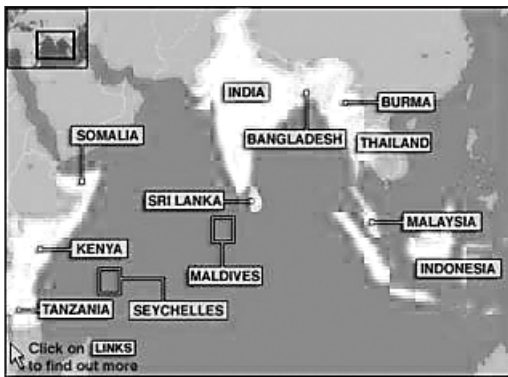 INDIA
BURMA
SOMALIA
BANGLADESH
THAILAND
SRI LANKA
MALAYSIA
KENYA
MALDIVES
INDONESIA
TANZANIA
SEYCHELLES
Click on LINKS
to find out more